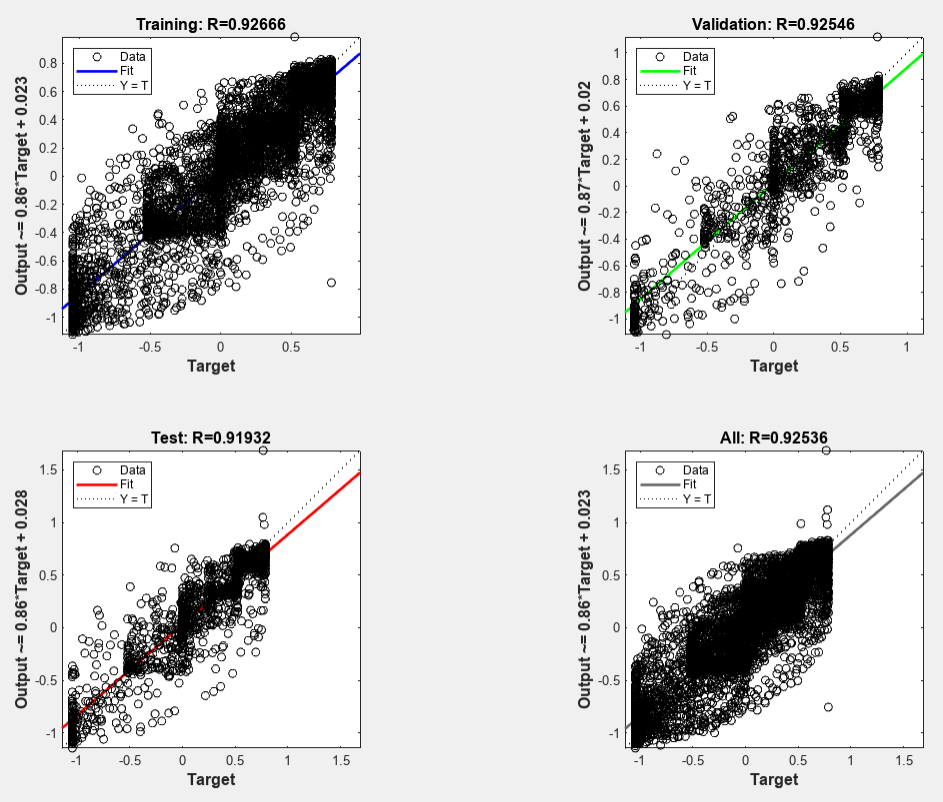 Training: R=0.92666
Data
Fit
Y = T
Output ~= 0.86*Target + 0.023
0.8
0.6
0.4
0.2
0
-0.2
-0.4
-0.6
-0.8
-1
-1
-0.5
0
0.5
Target
Validation: R=0.92546
Data
Fit
Y = T
Output ~= 0.87*Target + 0.02
1
0.8
0.6
0.4
0.2
0
-0.2
-0.4
-0.6
-0.8
-1
-1
-0.5
0
0.5
1
Target
Test: R=0.91932
Data
Fit
Y = T
Output ~= 0.86*Target + 0.028
1.5
1
0.5
0
-0.5
-1
-1
-0.5
0
0.5
1
1.5
Target
All: R=0.92536
Data
Fit
Y = T
Output ~= 0.86*Target + 0.023
1.5
1
0.5
0
-0.5
-1
-1
-0.5
0
0.5
1
1.5
Target